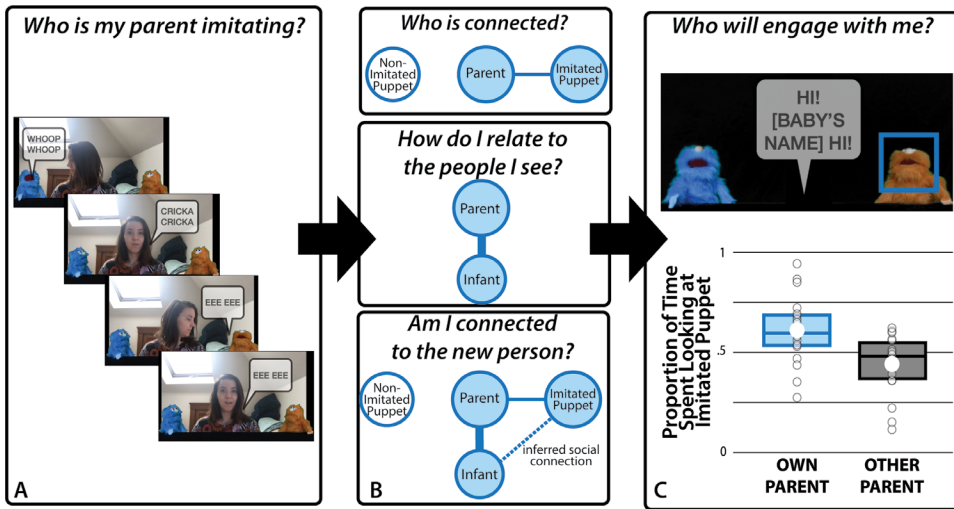 Who is my parent imitating?
WHOOP
WHOOP
CRICKA
CRICKA
EEE EEE
EEE EEE
A
Who is connected?
Non-
Imitated
Puppet
Parent
Imitated
Puppet
How do I relate to
the people I see?
Parent
Infant
Am I connected
to the new person?
Non-
Imitated
Puppet
Parent
Imitated
Puppet
inferred social
connection
Infant
B
Who will engage with me?
HI!
[BABY'S
NAME] HI!
Proportion of Time
Spent Looking at
Imitated Puppet
1
.5
0
OWN
PARENT
OTHER
PARENT
C